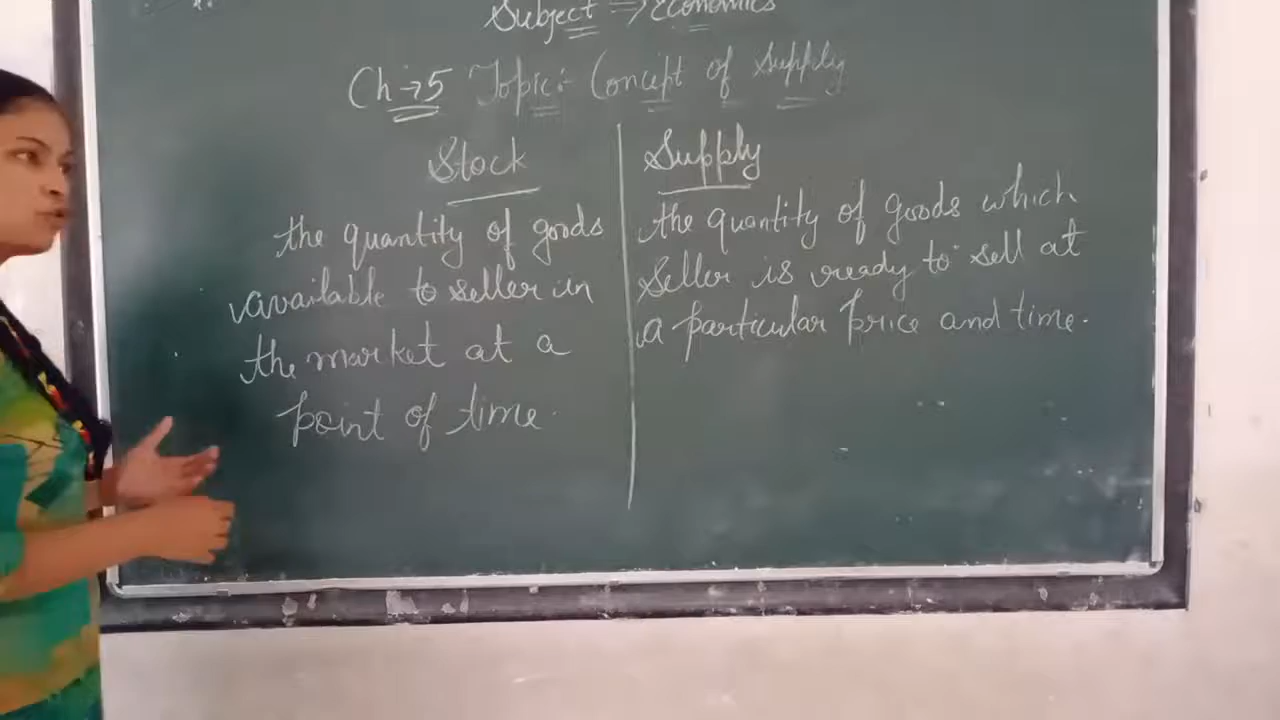 Subject ⇒ Economics
Ch → 5 Topic:- Concept of Supply
Stock
the quantity of goods
available to seller in
the market at a
point of time.
Supply
the quantity of goods which
seller is ready to sell at
a particular price and time.